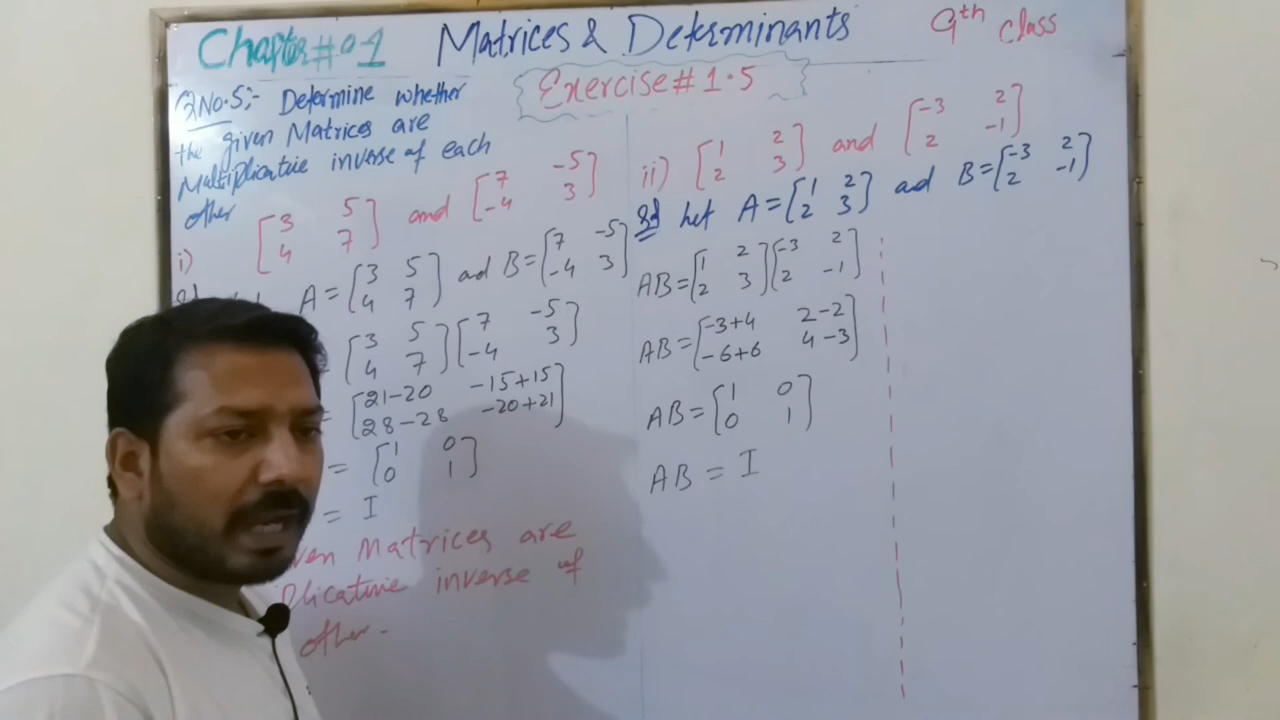 Chapter#01 Matrices & Determinants 9th class
Exercise#1.5
QNo.5:- Determine whether
the given Matrices are
Multiplicative inverse of each
other
i) [3 5 4 7] and [7 -5 -4 3]
A=[3 5 4 7] ad B=[7 -5 -4 3]
[3 5 4 7][7 -5 -4 3]
=[21-20 -15+15 28-28 -20+21]
=[1 0 0 1]
= I
ven Matrices are
plicative inverse of
other.
ii) [1 2 2 3] and [-3 2 2 -1]
Sol let A=[1 2 2 3] ad B=[-3 2 2 -1]
AB=[1 2 2 3][-3 2 2 -1]
AB=[-3+4 2-2 -6+6 4-3]
AB=[1 0 0 1]
AB = I